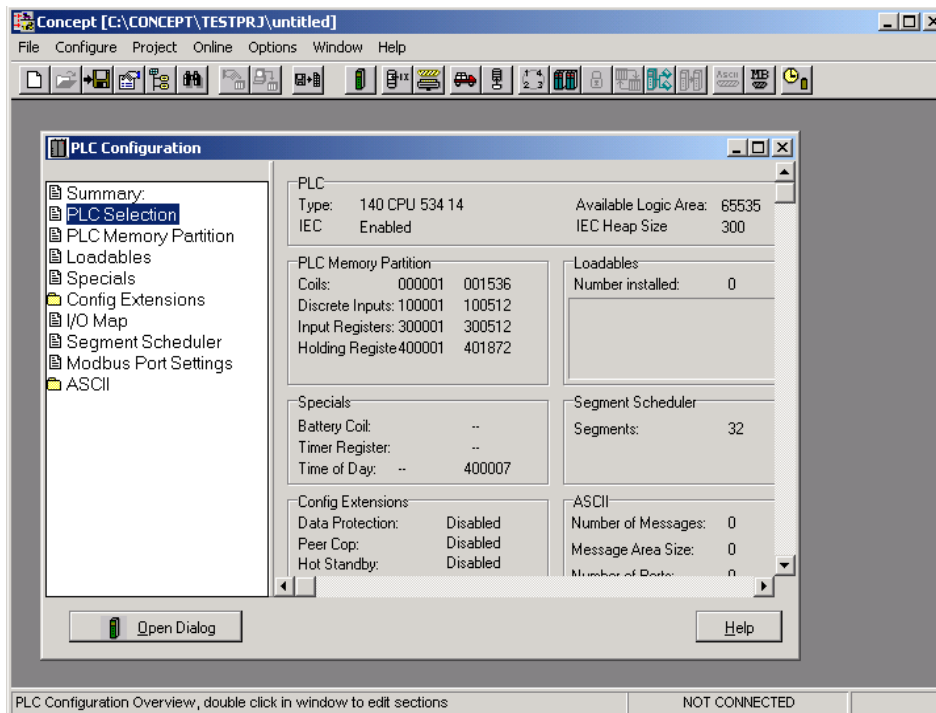 Concept [C:\CONCEPT\TESTPRJ\untitled]
File Configure Project Online Options Window Help
PLC Configuration
Summary:
PLC Selection
PLC Memory Partition
Loadables
Specials
Config Extensions
I/O Map
Segment Scheduler
Modbus Port Settings
ASCII
PLC
Type: 140 CPU 534 14 Available Logic Area: 65535
IEC Enabled IEC Heap Size 300
PLC Memory Partition
Coils: 000001 001536
Discrete Inputs: 100001 100512
Input Registers: 300001 300512
Holding Registe 400001 401872
Loadables
Number installed: 0
Specials
Battery Coil: --
Timer Register: --
Time of Day: -- 400007
Segment Scheduler
Segments: 32
Config Extensions
Data Protection: Disabled
Peer Cop: Disabled
Hot Standby: Disabled
ASCII
Number of Messages: 0
Message Area Size: 0
Number of Ports: 0
Open Dialog
Help
PLC Configuration Overview, double click in window to edit sections
NOT CONNECTED